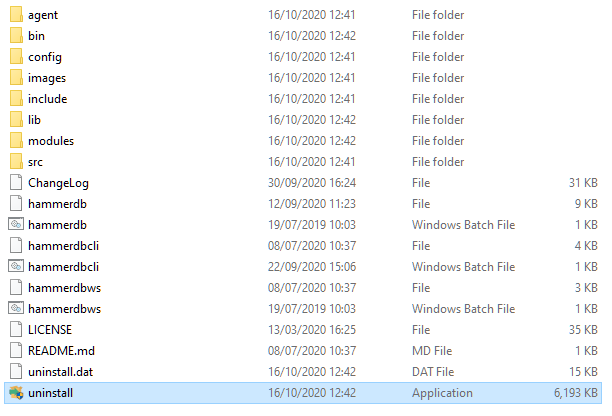 agent 16/10/2020 12:41 File folder
bin 16/10/2020 12:42 File folder
config 16/10/2020 12:41 File folder
images 16/10/2020 12:41 File folder
include 16/10/2020 12:41 File folder
lib 16/10/2020 12:42 File folder
modules 16/10/2020 12:42 File folder
src 16/10/2020 12:41 File folder
ChangeLog 30/09/2020 16:24 File 31 KB
hammerdb 12/09/2020 11:23 File 9 KB
hammerdb 19/07/2019 10:03 Windows Batch File 1 KB
hammerdbcli 08/07/2020 10:37 File 4 KB
hammerdbcli 22/09/2020 15:06 Windows Batch File 1 KB
hammerdbws 08/07/2020 10:37 File 3 KB
hammerdbws 19/07/2019 10:03 Windows Batch File 1 KB
LICENSE 13/03/2020 16:25 File 35 KB
README.md 08/07/2020 10:37 MD File 1 KB
uninstall.dat 16/10/2020 12:42 DAT File 15 KB
uninstall 16/10/2020 12:42 Application 6,193 KB